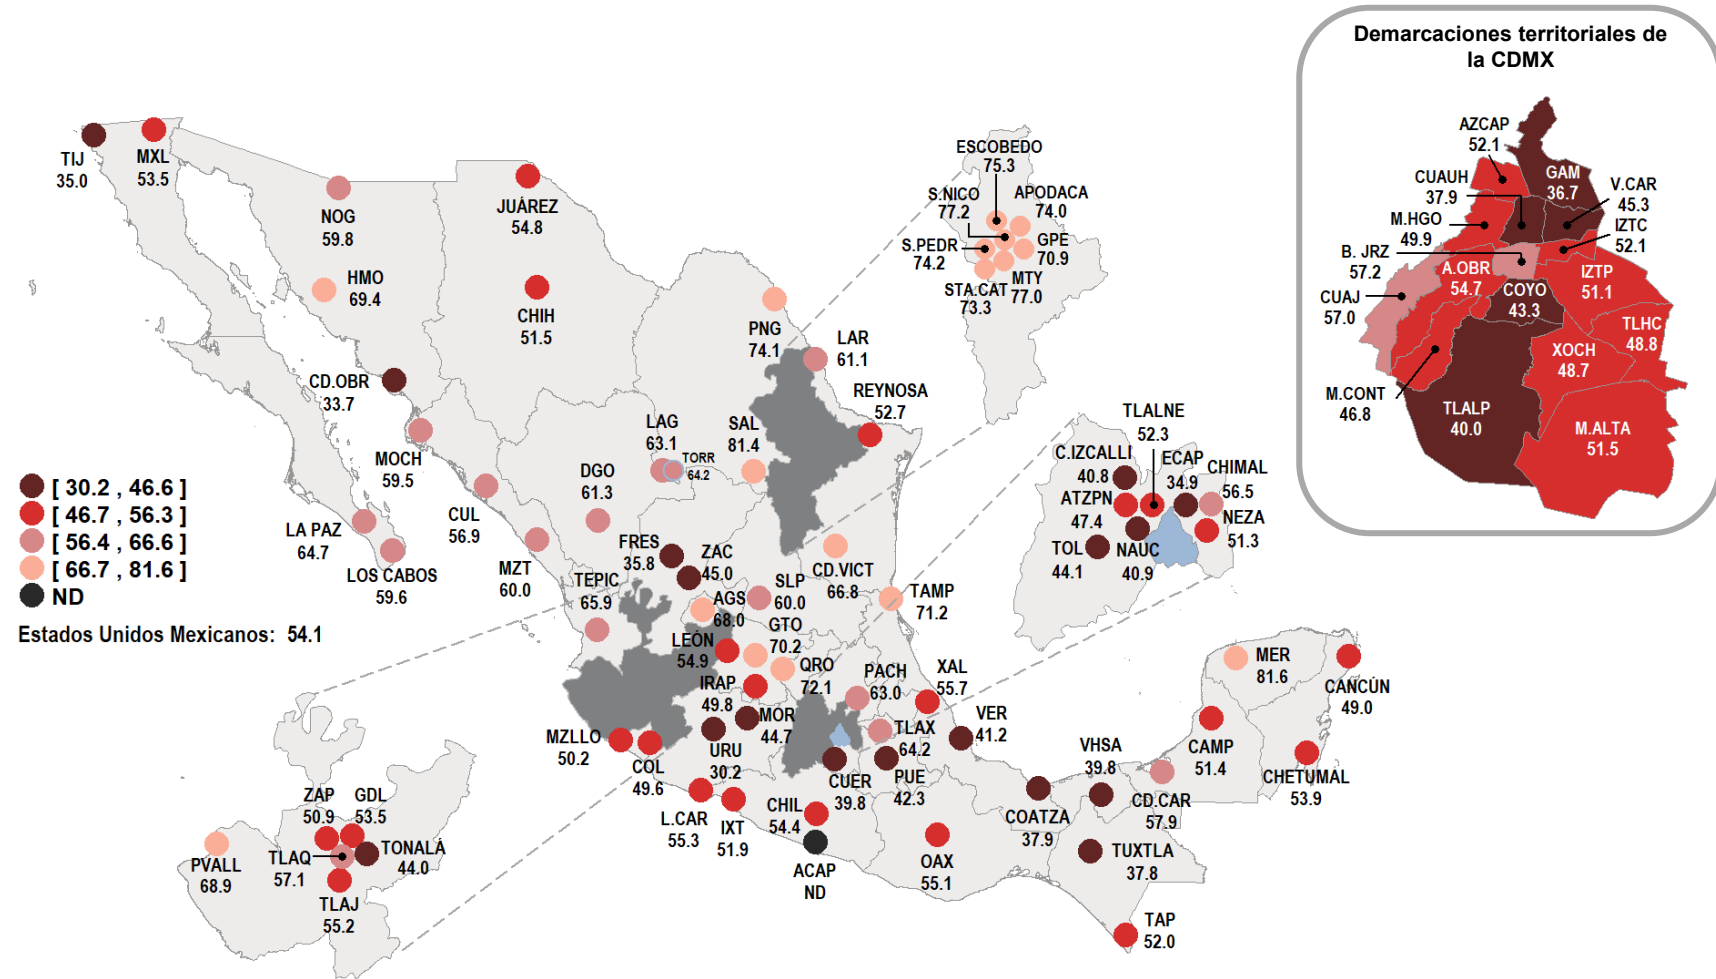 Demarcaciones territoriales de
la CDMX
AZCAP
52.1
CUAUH
37.9
GAM
36.7
V.CAR
45.3
M.HGO
49.9
IZTC
52.1
B. JRZ
57.2
A.OBR
54.7
IZTP
51.1
CUAJ
57.0
COYO
43.3
TLHC
48.8
XOCH
48.7
M.CONT
46.8
TLALP
40.0
M.ALTA
51.5
TIJ
35.0
MXL
53.5
NOG
59.8
JUÁREZ
54.8
HMO
69.4
CHIH
51.5
ESCOBEDO
75.3
S.NICO
77.2
APODACA
74.0
S.PEDR
74.2
GPE
70.9
STA.CAT
73.3
MTY
77.0
PNG
74.1
LAR
61.1
REYNOSA
52.7
CD.OBR
33.7
MOCH
59.5
LAG
63.1
TORR
64.2
SAL
81.4
DGO
61.3
CUL
56.9
LA PAZ
64.7
LOS CABOS
59.6
MZT
60.0
FRES
35.8
ZAC
45.0
TEPIC
65.9
AGS
68.0
SLP
60.0
CD.VICT
66.8
TAMP
71.2
TLALNE
52.3
C.IZCALLI
40.8
ECAP
34.9
CHIMAL
56.5
ATZPN
47.4
NEZA
51.3
TOL
44.1
NAUC
40.9
[ 30.2 , 46.6 ]
[ 46.7 , 56.3 ]
[ 56.4 , 66.6 ]
[ 66.7 , 81.6 ]
ND
Estados Unidos Mexicanos: 54.1
LEÓN
54.9
GTO
70.2
QRO
72.1
IRAP
49.8
PACH
63.0
XAL
55.7
MOR
44.7
URU
30.2
TLAX
64.2
VER
41.2
MZLLO
50.2
COL
49.6
CUER
39.8
PUE
42.3
L.CAR
55.3
IXT
51.9
CHIL
54.4
ACAP
ND
OAX
55.1
COATZA
37.9
VHSA
39.8
CD.CAR
57.9
TUXTLA
37.8
TAP
52.0
MER
81.6
CANCÚN
49.0
CAMP
51.4
CHETUMAL
53.9
ZAP
50.9
GDL
53.5
PVALL
68.9
TLAQ
57.1
TONALÁ
44.0
TLAJ
55.2